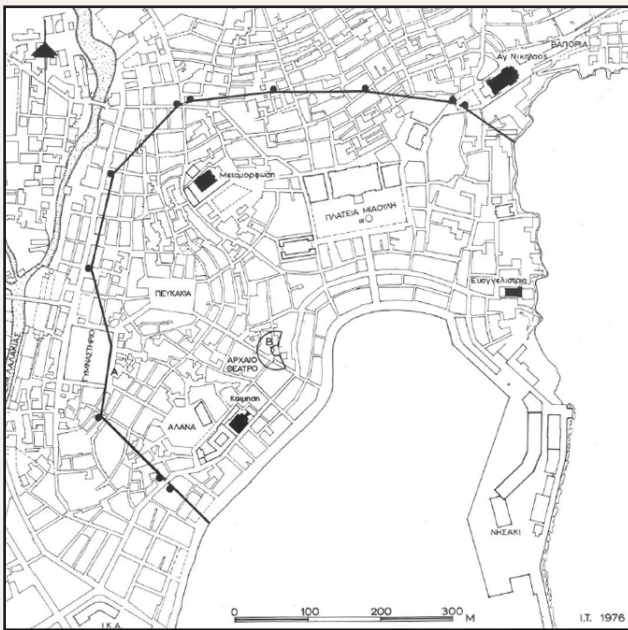 ΒΑΠΟΡΙΑ
Αγ. Νικόλαος
Μεταμόρφωση
ΠΛΑΤΕΙΑ ΜΙΑΟΥΛΗ
Ευαγγελίστρια
ΠΕΥΚΑΚΙΑ
ΓΥΜΝΑΣΤΗΡΙΟ
Β
ΑΡΧΑΙΟ
ΘΕΑΤΡΟ
Α
Κοίμηση
ΑΛΑΝΑ
ΝΗΣΑΚΙ
Ι.Κ.Α.
0 100 200 300 Μ
Ι.Τ. 1976